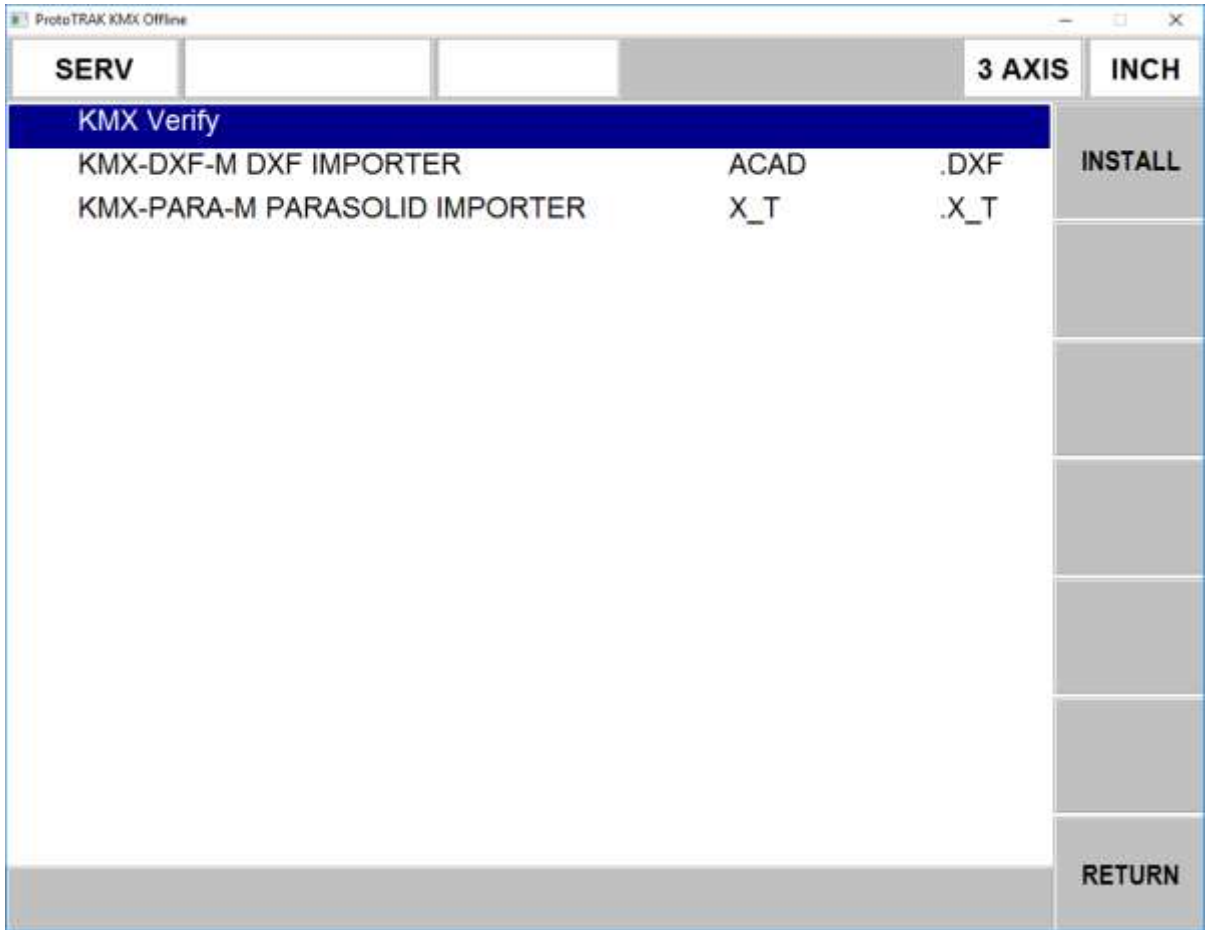 ProtoTRAK KMX Offline
SERV 3 AXIS INCH
KMX Verify
KMX-DXF-M DXF IMPORTER ACAD .DXF
INSTALL
KMX-PARA-M PARASOLID IMPORTER X_T .X_T
RETURN